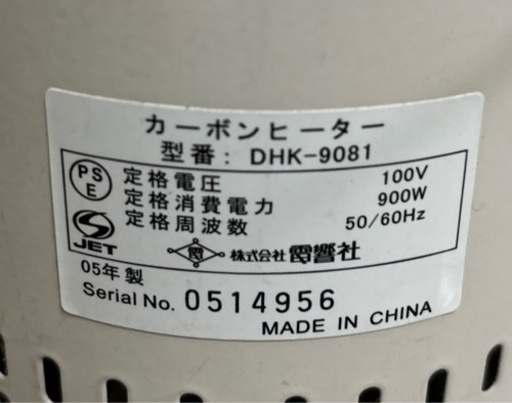 カーボンヒーター
型番: DHK-9081
PSE 定格電圧 100V
定格消費電力 900W
定格周波数 50/60Hz
JET
株式会社 電響社
05年製
Serial No. 0514956
MADE IN CHINA